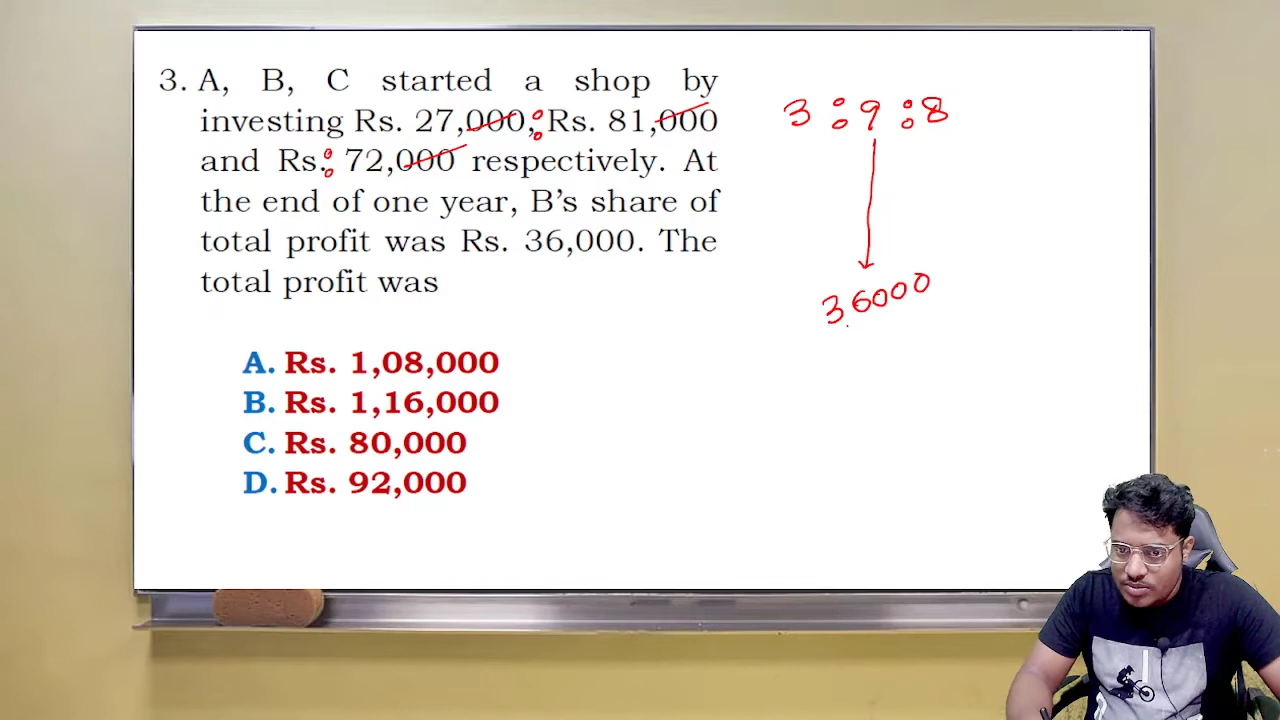 3. A, B, C started a shop by
investing Rs. 27,000, Rs. 81,000
and Rs. 72,000 respectively. At
the end of one year, B's share of
total profit was Rs. 36,000. The
total profit was
A. Rs. 1,08,000
B. Rs. 1,16,000
C. Rs. 80,000
D. Rs. 92,000
3 : 9 : 8
36000